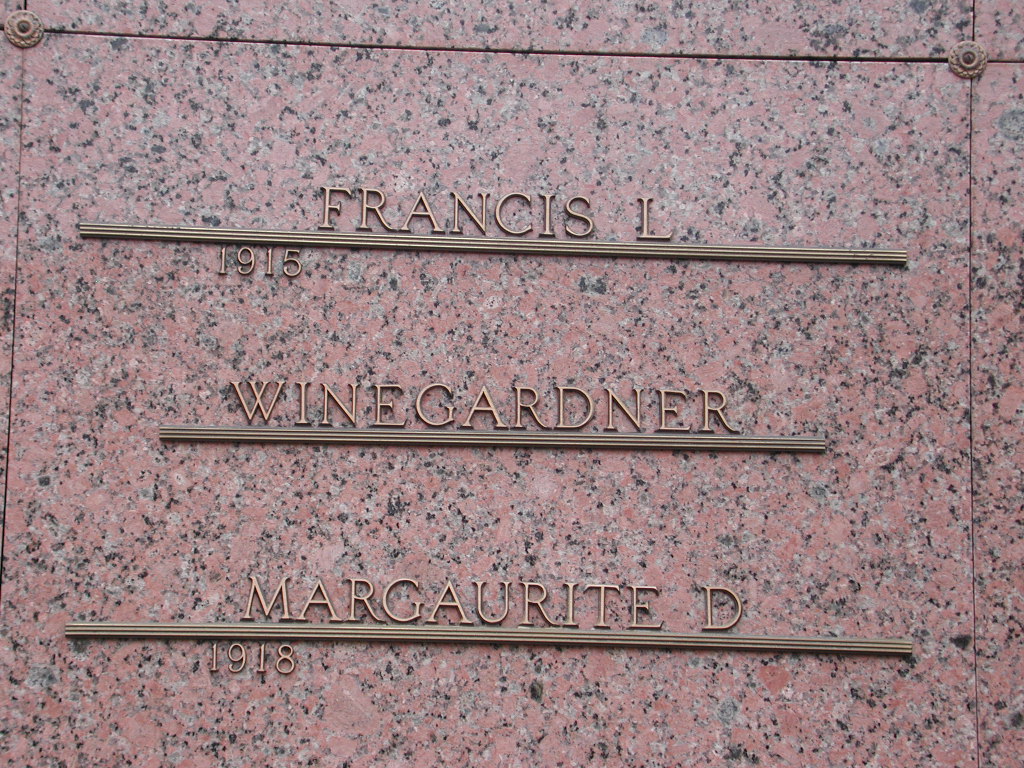 FRANCIS L
1915
WINEGARDNER
MARGAURITE D
1918